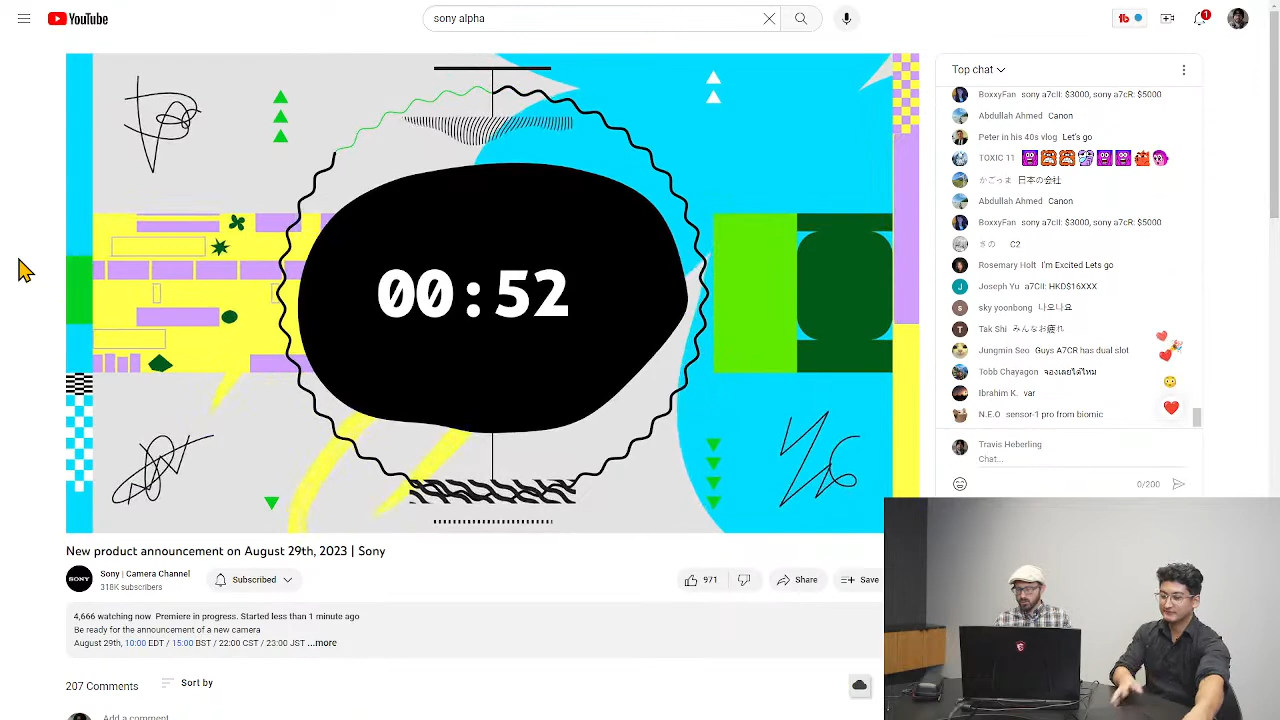 YouTube
sony alpha
fb
1
Top chat
BoxxyFan sony a7cII: $3000, sony a7cR: $5000
Abdullah Ahmed Canon
Peter in his 40s vlog Let's go
TOXIC 11
かごっま 日本の会社
Abdullah Ahmed Canon
BoxxyFan sony a7cII: $3000, sony a7cR: $5000
きの C2
Rosemary Holt I'm Excited Lets go
Joseph Yu a7CII: HKD$16XXX
sky yoonbong 나으니요
Tak Shi みんなお疲れ
Jungmin Seo Guys A7CR has dual slot
Tobb Chayagon จองเลยได้ไหม
Ibrahim K. var
N.E.O sensor-1 pro from biomic
Travis Heberling
Chat...
0/200
00:52
New product announcement on August 29th, 2023 | Sony
SONY
Sony | Camera Channel
318K subscribers
Subscribed
971
Share
Save
4,666 watching now Premiere in progress. Started less than 1 minute ago
Be ready for the announcement of a new camera
August 29th, 10:00 EDT / 15:00 BST / 22:00 CST / 23:00 JST ...more
207 Comments
Sort by
Add a comment...